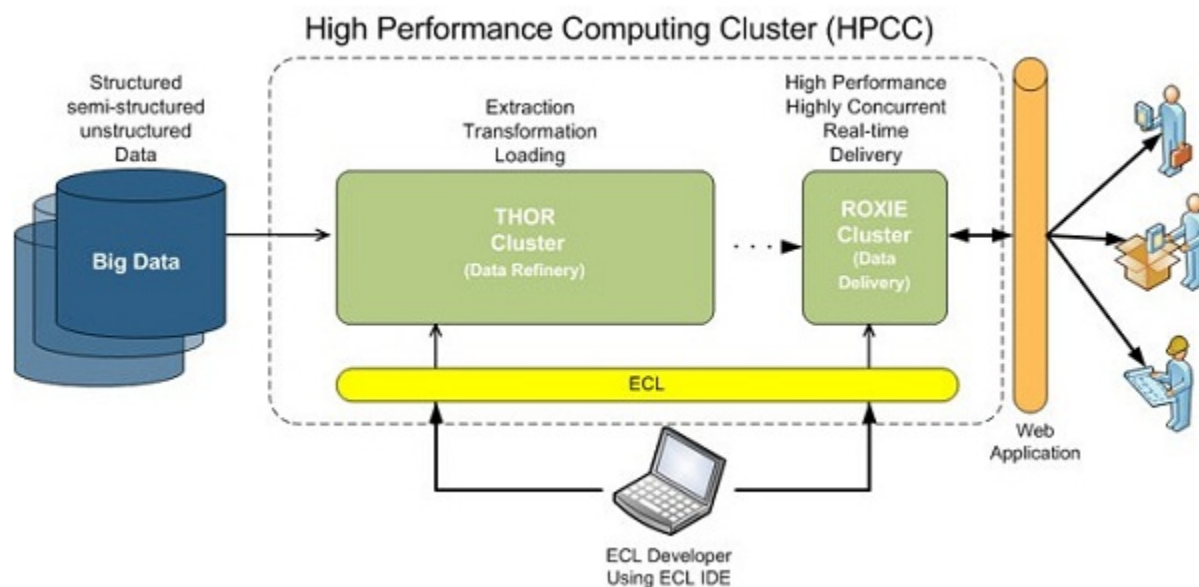 High Performance Computing Cluster (HPCC)
Structured
semi-structured
unstructured
Data
Big Data
Extraction
Transformation
Loading
THOR
Cluster
(Data Refinery)
High Performance
Highly Concurrent
Real-time
Delivery
ROXIE
Cluster
(Data
Delivery)
ECL
Web
Application
ECL Developer
Using ECL IDE